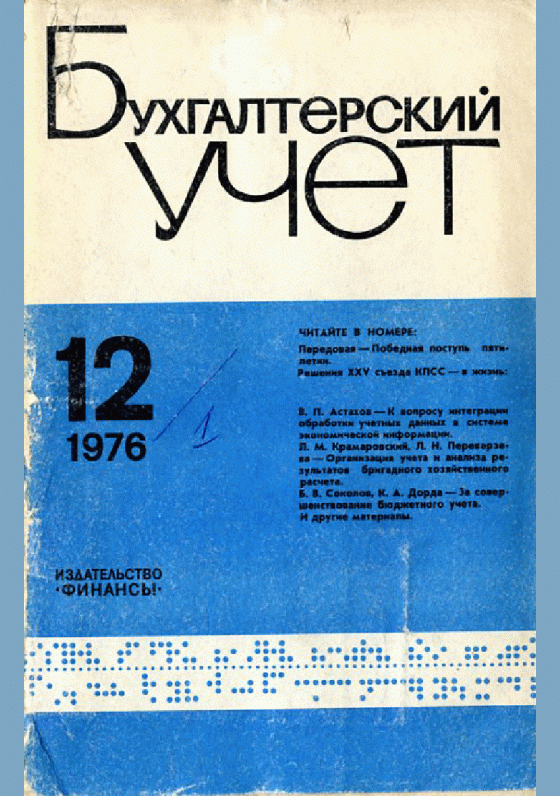 Бухгалтерский
учет
12
1976
/1
ЧИТАЙТЕ В НОМЕРЕ:
Передовая — Победная поступь пяти-
летки.
Решения XXV съезда КПСС — в жизнь:
В. П. Астахов — К вопросу интеграции
обработки учетных данных в системе
экономической информации.
Л. М. Крамаровский, Л. Н. Переверзе-
ва — Организация учета и анализа ре-
зультатов бригадного хозяйственного
расчета.
Б. В. Соколов, К. А. Дорда — За совер-
шенствование бюджетного учета.
И другие материалы.
ИЗДАТЕЛЬСТВО
«ФИНАНСЫ»